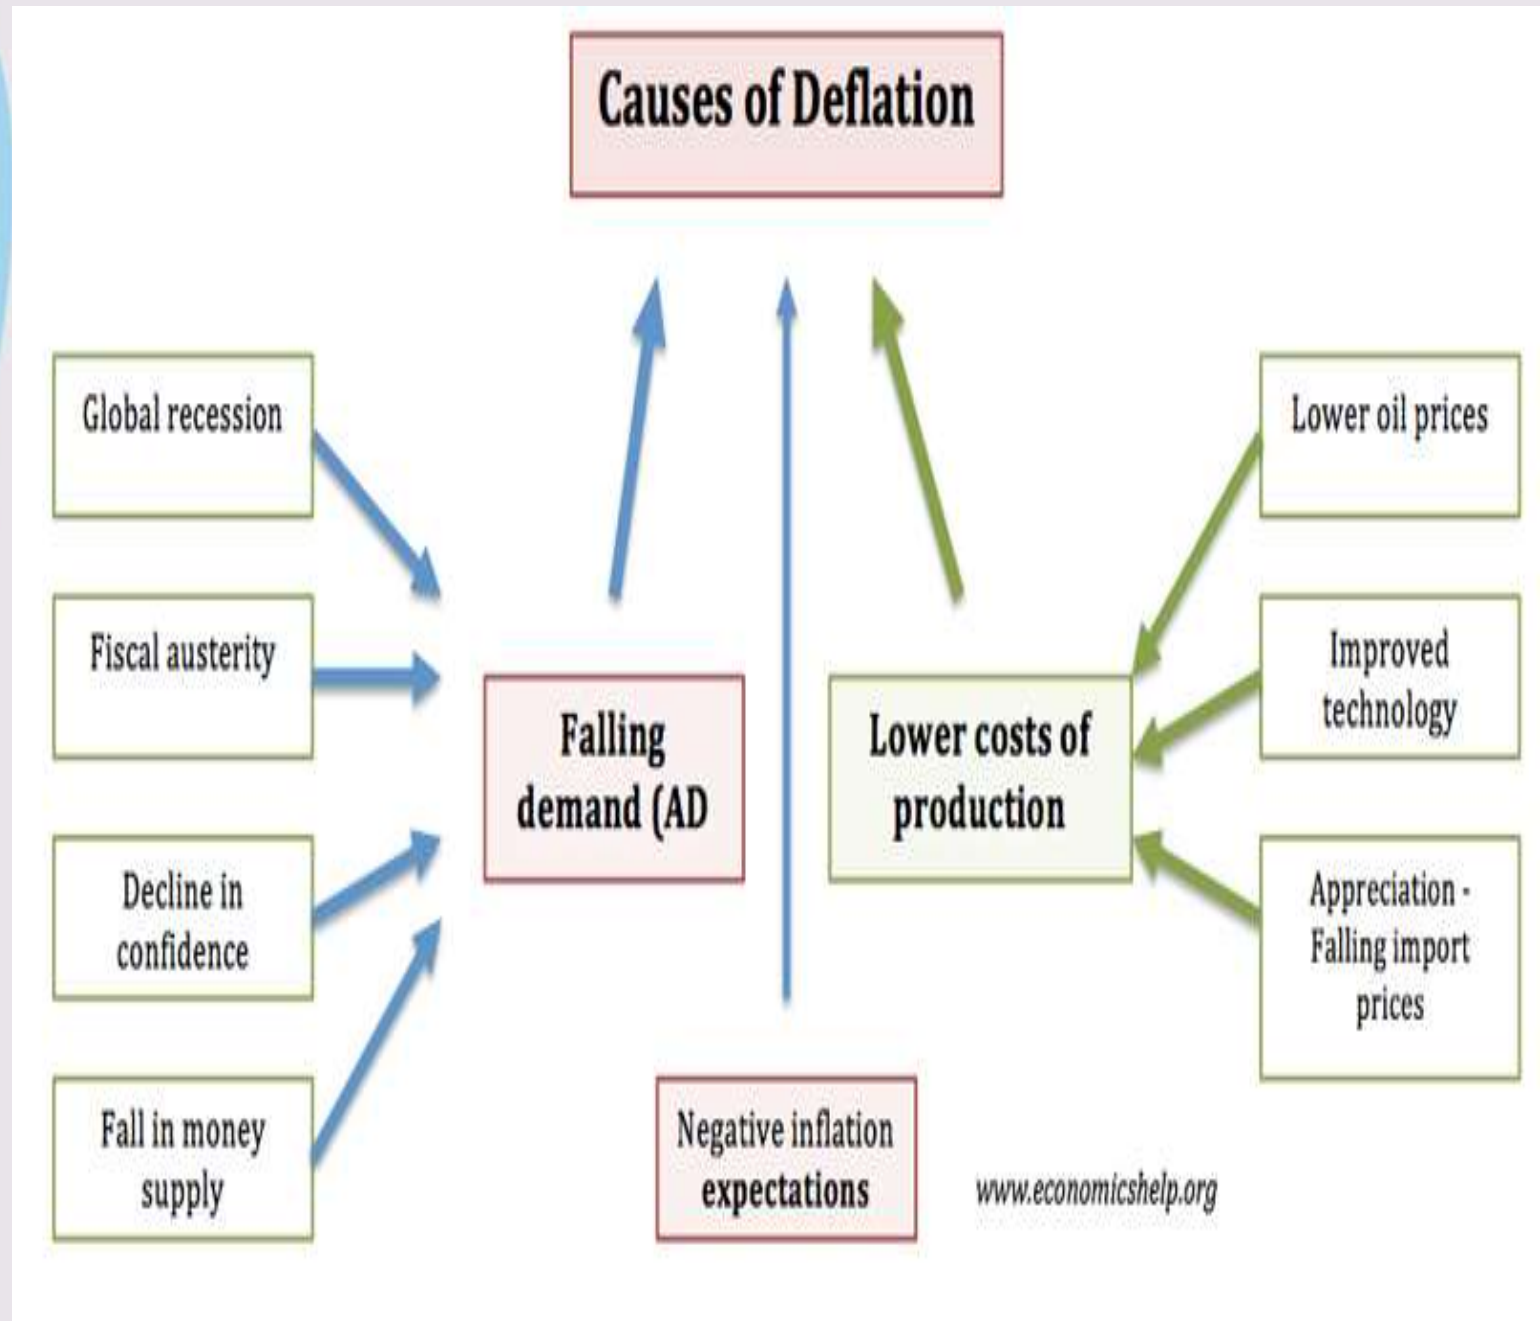 Causes of Deflation
Global recession
Fiscal austerity
Decline in
confidence
Fall in money
supply
Falling
demand (AD
Negative inflation
expectations
Lower costs of
production
Lower oil prices
Improved
technology
Appreciation -
Falling import
prices
www.economicshelp.org